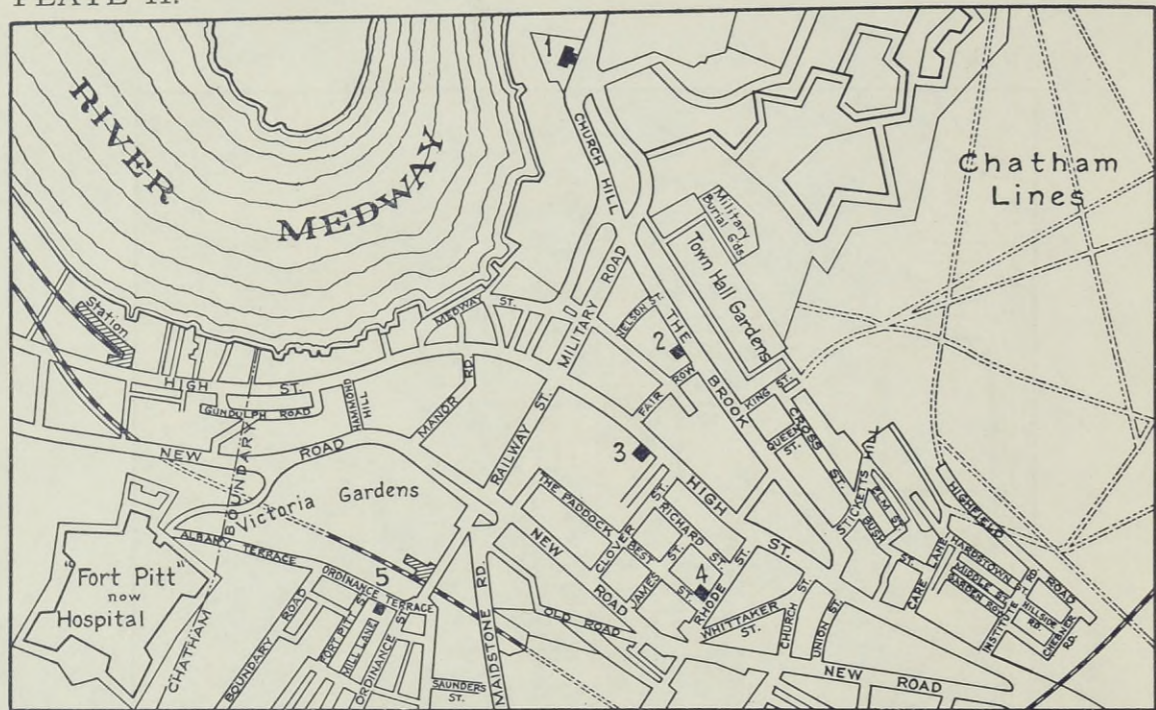 PLATE II.
RIVER MEDWAY
1
CHURCH HILL
Chatham
Lines
Military
Burial Gds.
Town Hall Gardens
Station
MEDWAY ST.
MILITARY ROAD
NELSON ST.
THE BROOK
2
HIGH ST.
GUNDULPH ROAD
HAMMOND HILL
MANOR RD.
FAIR ROW
KING ST.
CROSS ST.
QUEEN ST.
NEW ROAD
BOUNDARY
RAILWAY ST.
3
HIGH ST.
STICKETTS HILL
ELM ST.
BUSH ST.
HIGHFIELD ROAD
Victoria Gardens
THE PADDOCK
CLOVER ST.
RICHARD ST.
BEST ST.
JAMES ST.
RHODE ST.
4
NEW ROAD
CARE LANE
HARDSTOWN
MIDDLE ST.
GARDEN ROW
INSTITUTE RD.
HILLSIDE RD.
ALBANY TERRACE
"Fort Pitt"
now
Hospital
5
ORDINANCE TERRACE
FORT PITT ST.
MILL LANE
ORDINANCE ST.
BOUNDARY ROAD
CHATHAM
SAUNDERS ST.
MAIDSTONE RD.
OLD ROAD
WHITTAKER ST.
CHURCH ST.
UNION ST.
NEW ROAD